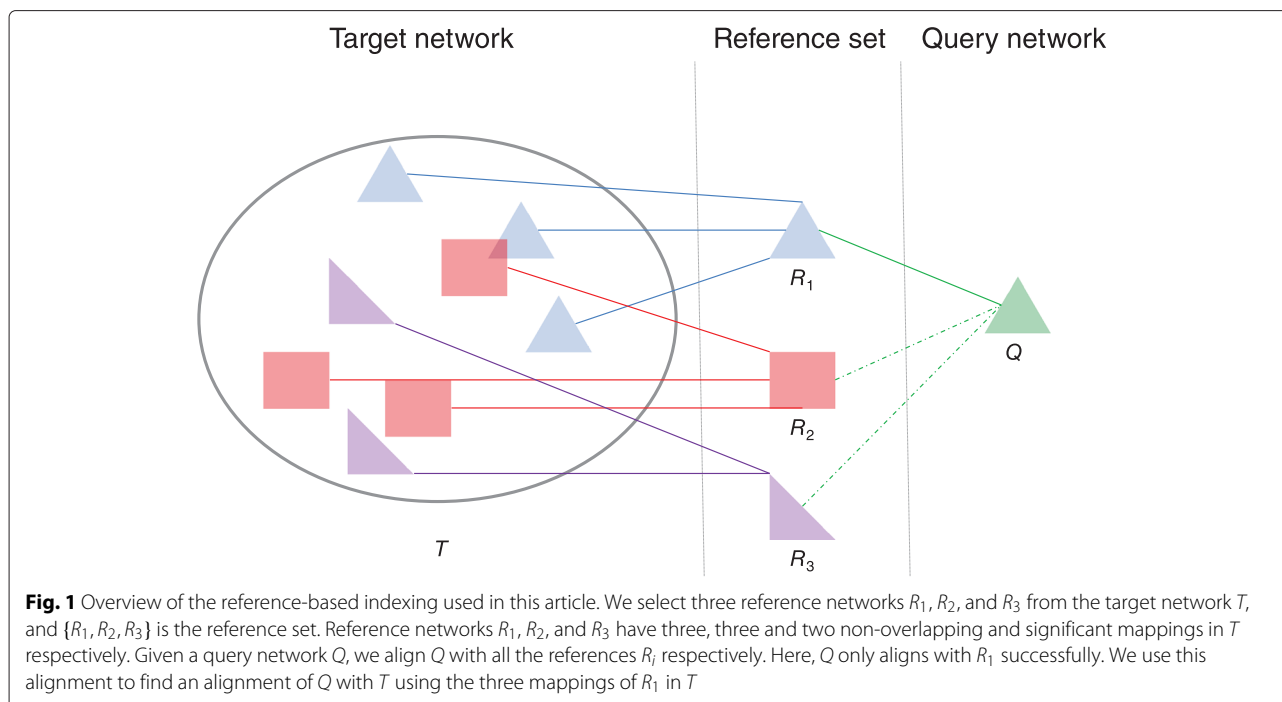 Target network
Reference set
Query network
R1
Q
R2
T
R3
Fig. 1 Overview of the reference-based indexing used in this article. We select three reference networks R1, R2, and R3 from the target network T,
and {R1, R2, R3} is the reference set. Reference networks R1, R2, and R3 have three, three and two non-overlapping and significant mappings in T
respectively. Given a query network Q, we align Q with all the references Ri respectively. Here, Q only aligns with R1 successfully. We use this
alignment to find an alignment of Q with T using the three mappings of R1 in T